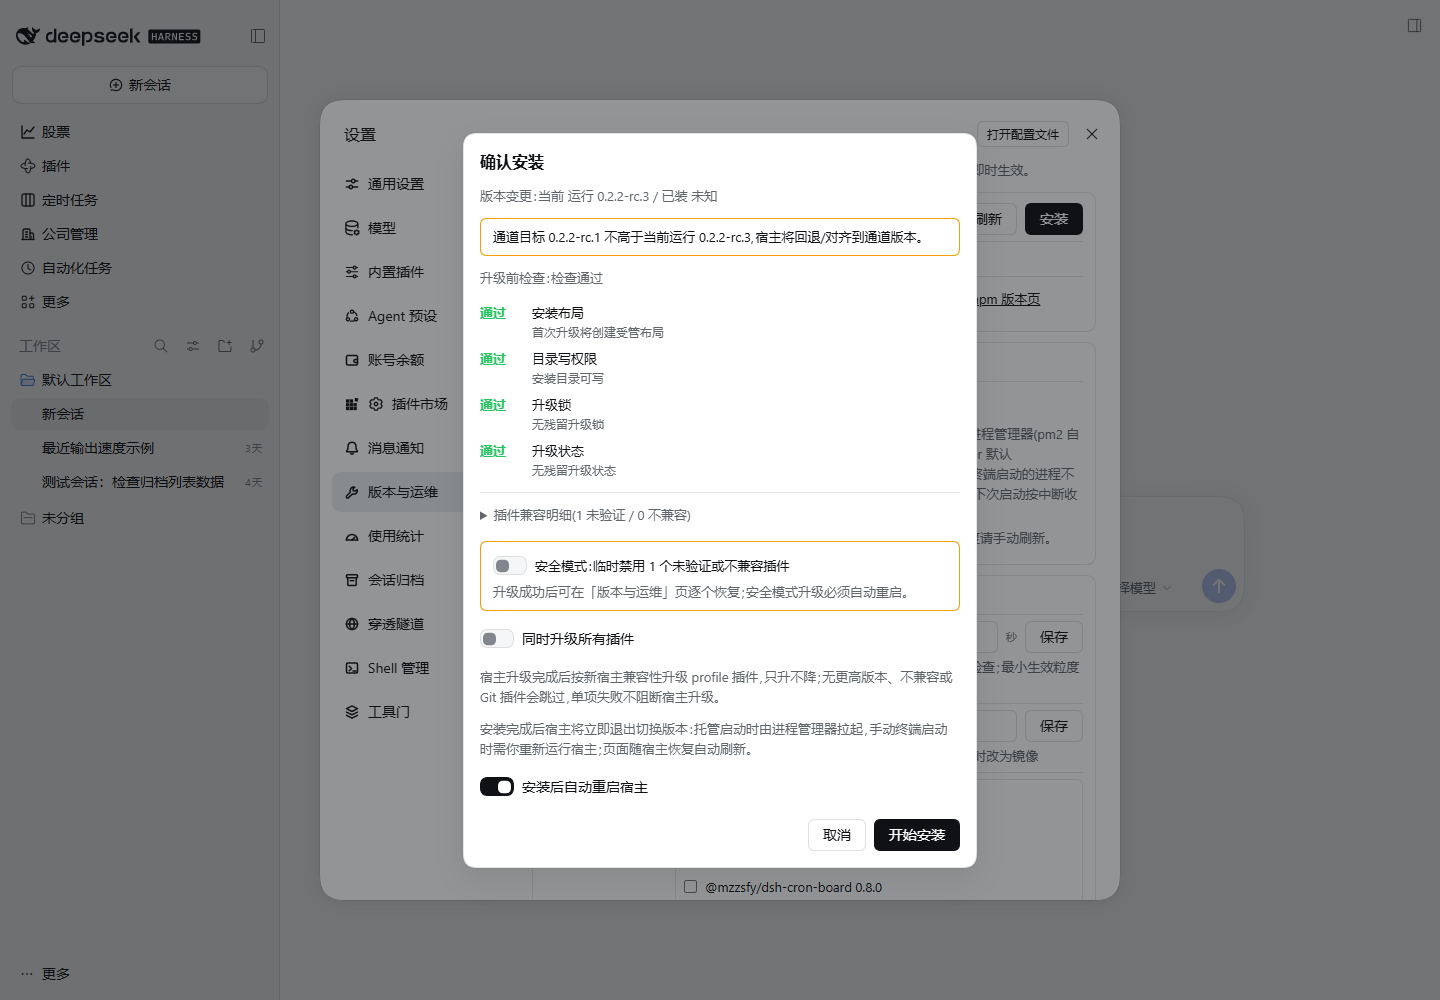 deepseek HARNESS
新会话
股票
插件
定时任务
公司管理
自动化任务
更多
工作区
默认工作区
新会话
最近输出速度示例 3天
测试会话：检查归档列表数据 4天
未分组
更多
设置
打开配置文件
通用设置
模型
内置插件
Agent 预设
账号余额
插件市场
消息通知
版本与运维
使用统计
会话归档
穿透隧道
Shell 管理
工具门
即时生效。
刷新
安装
npm 版本页
进程管理器(pm2 自
r 默认
终端启动的进程不
下次启动按中断收
请手动刷新。
秒
保存
检查；最小生效粒度
保存
时改为镜像
@mzzsfy/dsh-cron-board 0.8.0
择模型
确认安装
版本变更：当前 运行 0.2.2-rc.3 / 已装 未知
通道目标 0.2.2-rc.1 不高于当前运行 0.2.2-rc.3，宿主将回退/对齐到通道版本。
升级前检查：检查通过
通过 安装布局
首次升级将创建受管布局
通过 目录写权限
安装目录可写
通过 升级锁
无残留升级锁
通过 升级状态
无残留升级状态
插件兼容明细(1 未验证 / 0 不兼容)
安全模式：临时禁用 1 个未验证或不兼容插件
升级成功后可在「版本与运维」页逐个恢复；安全模式升级必须自动重启。
同时升级所有插件
宿主升级完成后按新宿主兼容性升级 profile 插件，只升不降；无更高版本、不兼容或
Git 插件会跳过，单项失败不阻断宿主升级。
安装完成后宿主将立即退出切换版本：托管启动时由进程管理器拉起，手动终端启动
时需你重新运行宿主；页面随宿主恢复自动刷新。
安装后自动重启宿主
取消
开始安装